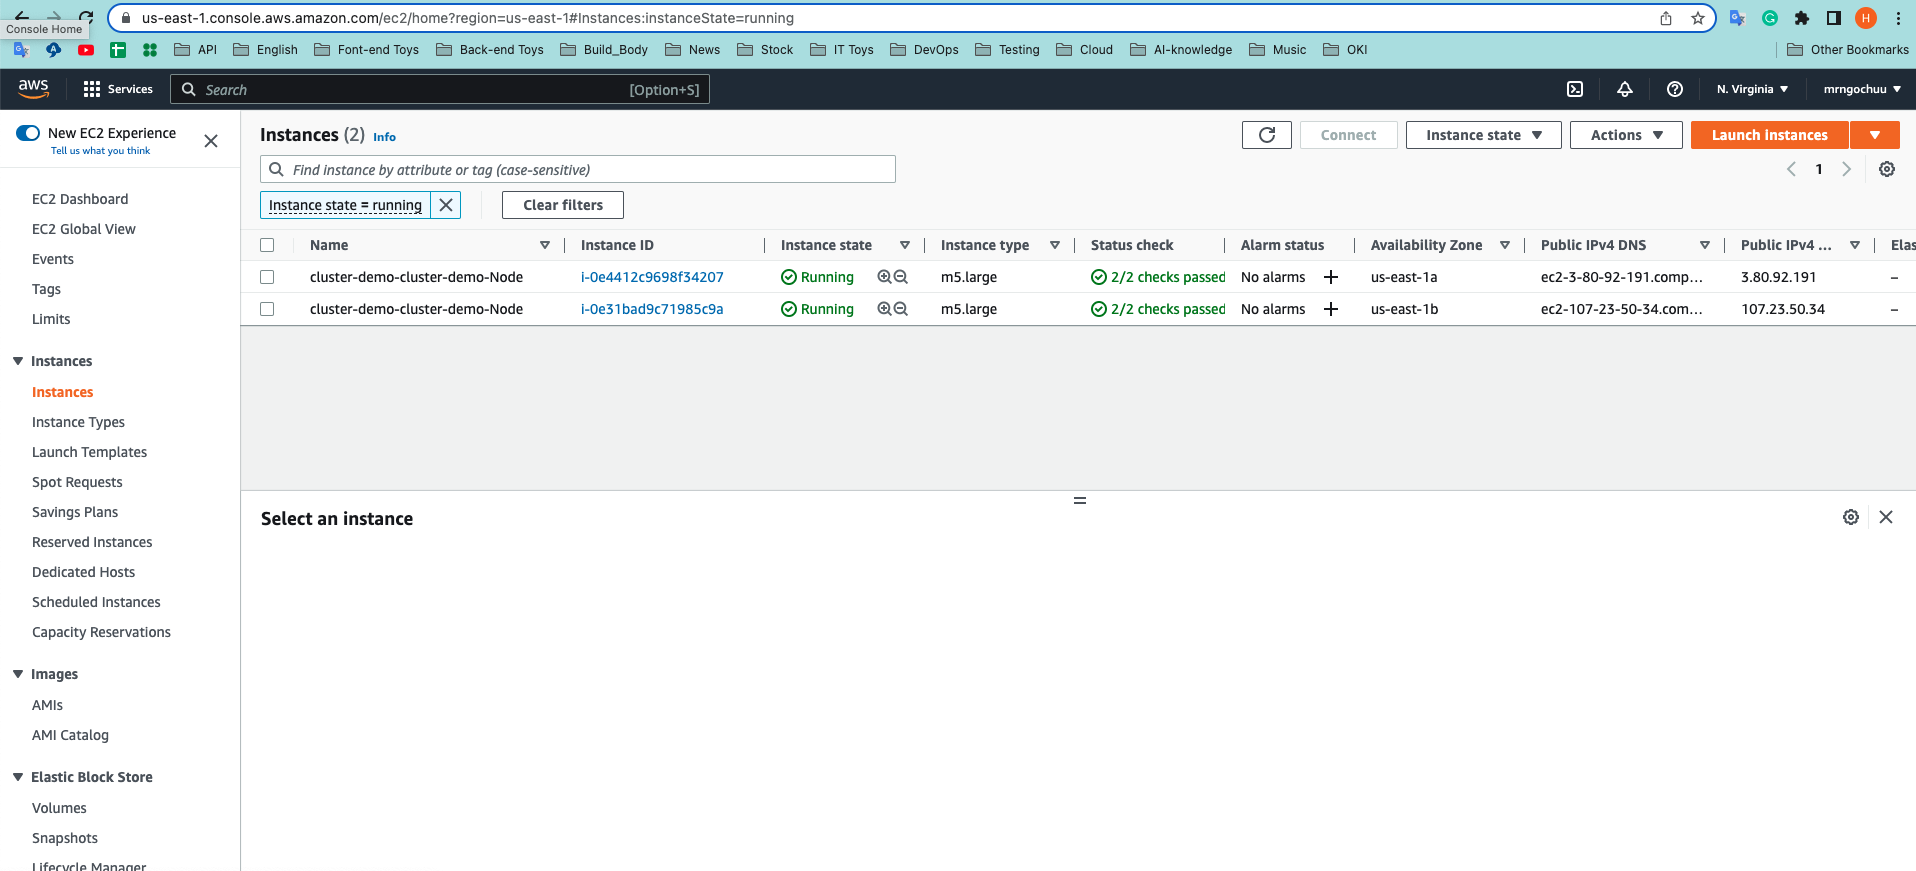 us-east-1.console.aws.amazon.com/ec2/home?region=us-east-1#Instances:instanceState=running
H
Console Home
API English Font-end Toys Back-end Toys Build_Body News Stock IT Toys DevOps Testing Cloud AI-knowledge Music OKI Other Bookmarks
aws Services Search [Option+S] N. Virginia mrngochuu
New EC2 Experience
Tell us what you think
EC2 Dashboard
EC2 Global View
Events
Tags
Limits
Instances
Instances
Instance Types
Launch Templates
Spot Requests
Savings Plans
Reserved Instances
Dedicated Hosts
Scheduled Instances
Capacity Reservations
Images
AMIs
AMI Catalog
Elastic Block Store
Volumes
Snapshots
Lifecycle Manager
Instances (2) Info
Connect Instance state Actions Launch instances
Find instance by attribute or tag (case-sensitive)
1
Instance state = running Clear filters
Name Instance ID Instance state Instance type Status check Alarm status Availability Zone Public IPv4 DNS Public IPv4 ... Elas
cluster-demo-cluster-demo-Node i-0e4412c9698f34207 Running m5.large 2/2 checks passed No alarms + us-east-1a ec2-3-80-92-191.comp... 3.80.92.191 –
cluster-demo-cluster-demo-Node i-0e31bad9c71985c9a Running m5.large 2/2 checks passed No alarms + us-east-1b ec2-107-23-50-34.com... 107.23.50.34 –
Select an instance